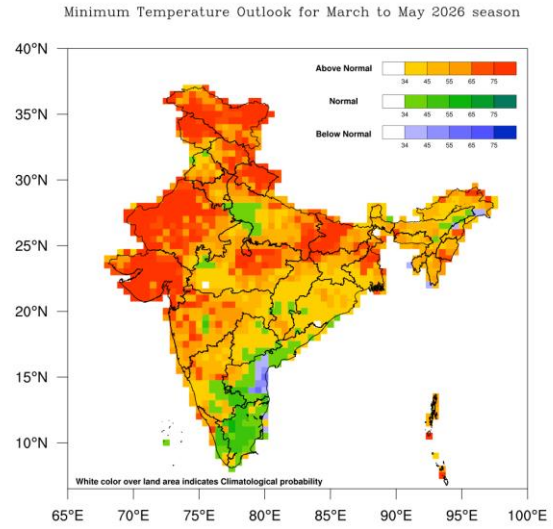 Minimum Temperature Outlook for March to May 2026 season
40°N
35°N
30°N
25°N
20°N
15°N
10°N
Above Normal
34 45 55 65 75
Normal
34 45 55 65 75
Below Normal
34 45 55 65 75
White color over land area indicates Climatological probability
65°E 70°E 75°E 80°E 85°E 90°E 95°E 100°E